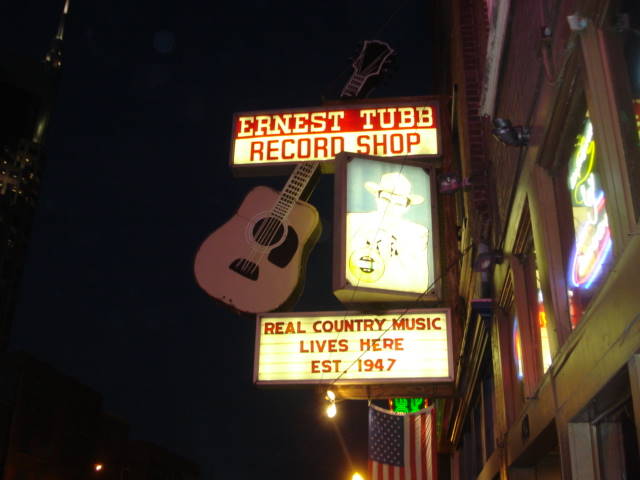 ERNEST TUBB
RECORD SHOP
REAL COUNTRY MUSIC
LIVES HERE
EST. 1947